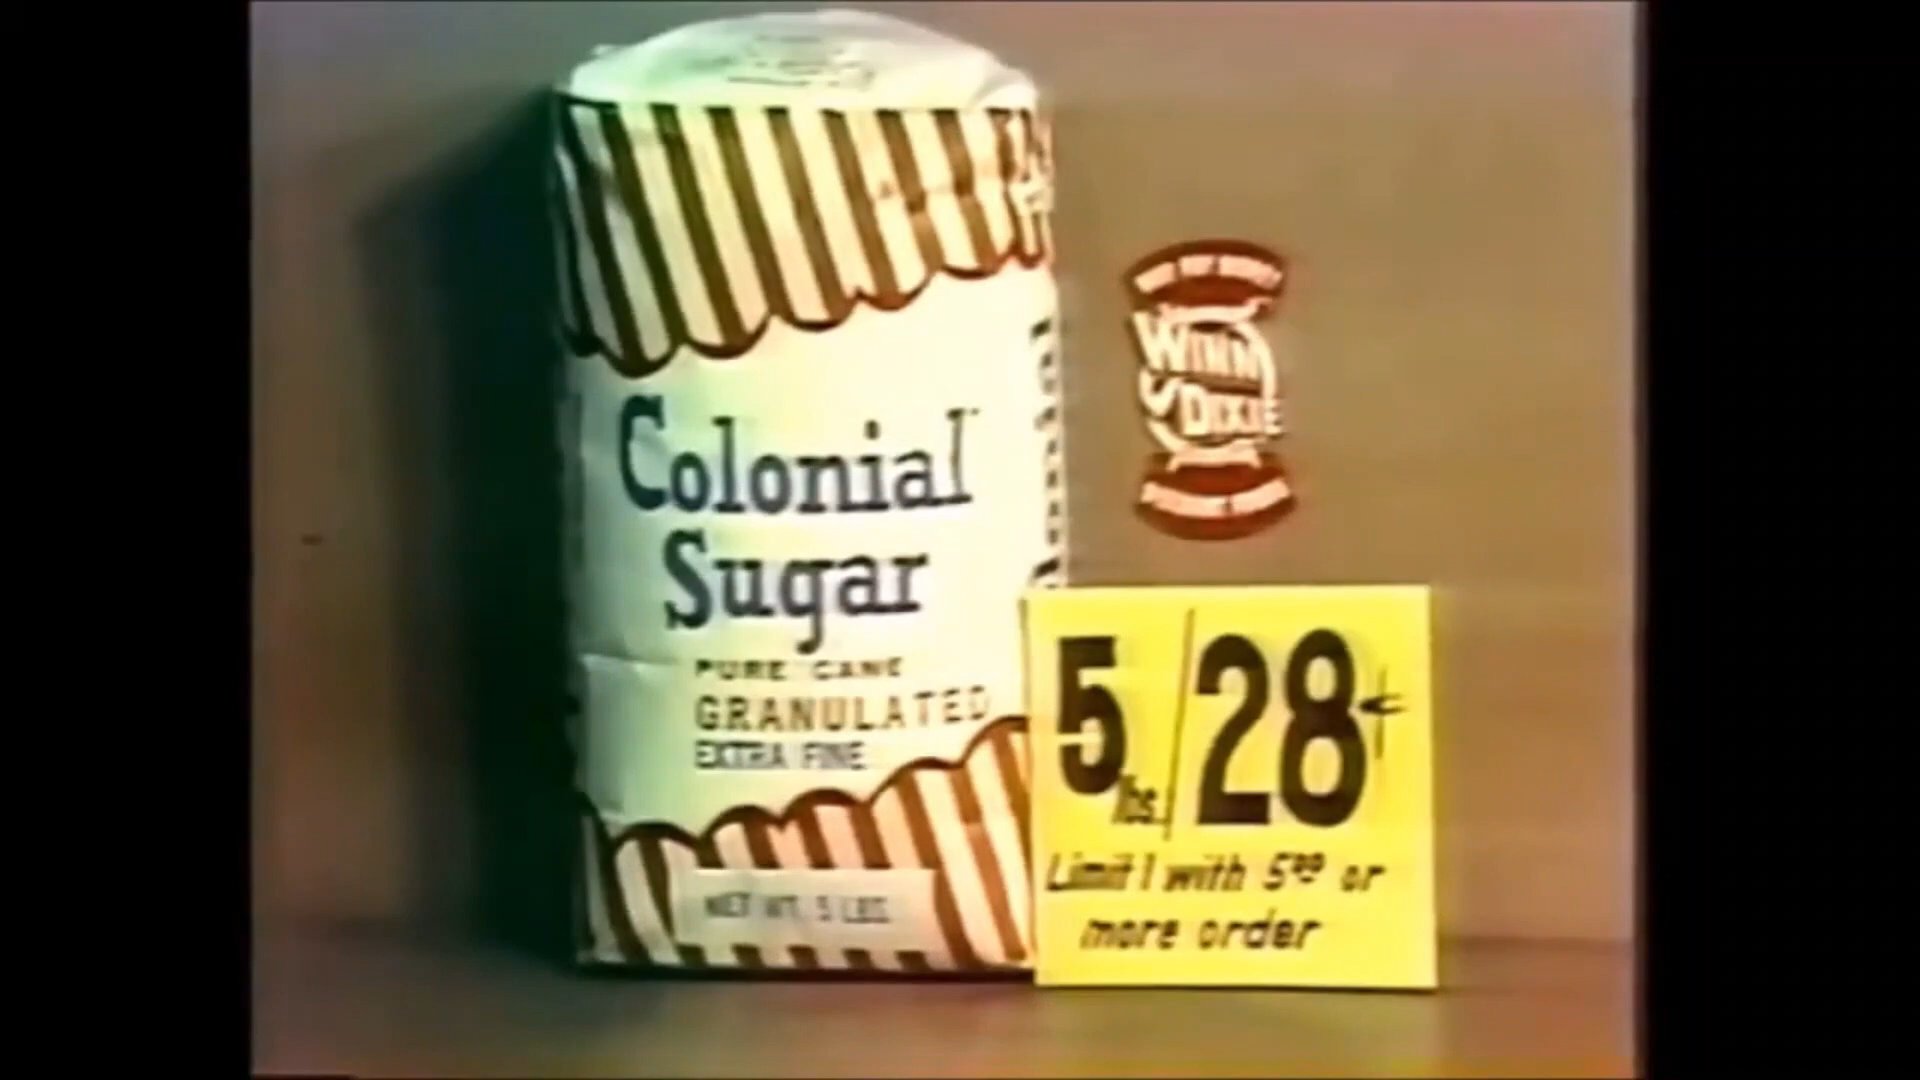 Colonial
Sugar
PURE CANE
GRANULATED
EXTRA FINE
NET WT. 5 LBS.
WINN
DIXIE
5 lbs./28¢
Limit 1 with 5⁰⁰ or
more order